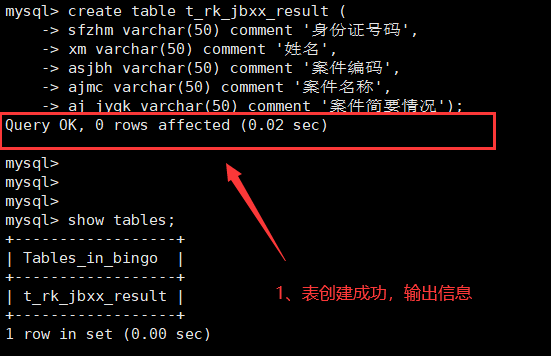 mysql> create table t_rk_jbxx_result (
    -> sfzhm varchar(50) comment '身份证号码',
    -> xm varchar(50) comment '姓名',
    -> asjbh varchar(50) comment '案件编码',
    -> ajmc varchar(50) comment '案件名称',
    -> aj_jyqk varchar(50) comment '案件简要情况');
Query OK, 0 rows affected (0.02 sec)
mysql>
mysql>
mysql>
mysql> show tables;
+------------------+
| Tables_in_bingo  |
+------------------+
| t_rk_jbxx_result |
+------------------+
1、表创建成功，输出信息
1 row in set (0.00 sec)